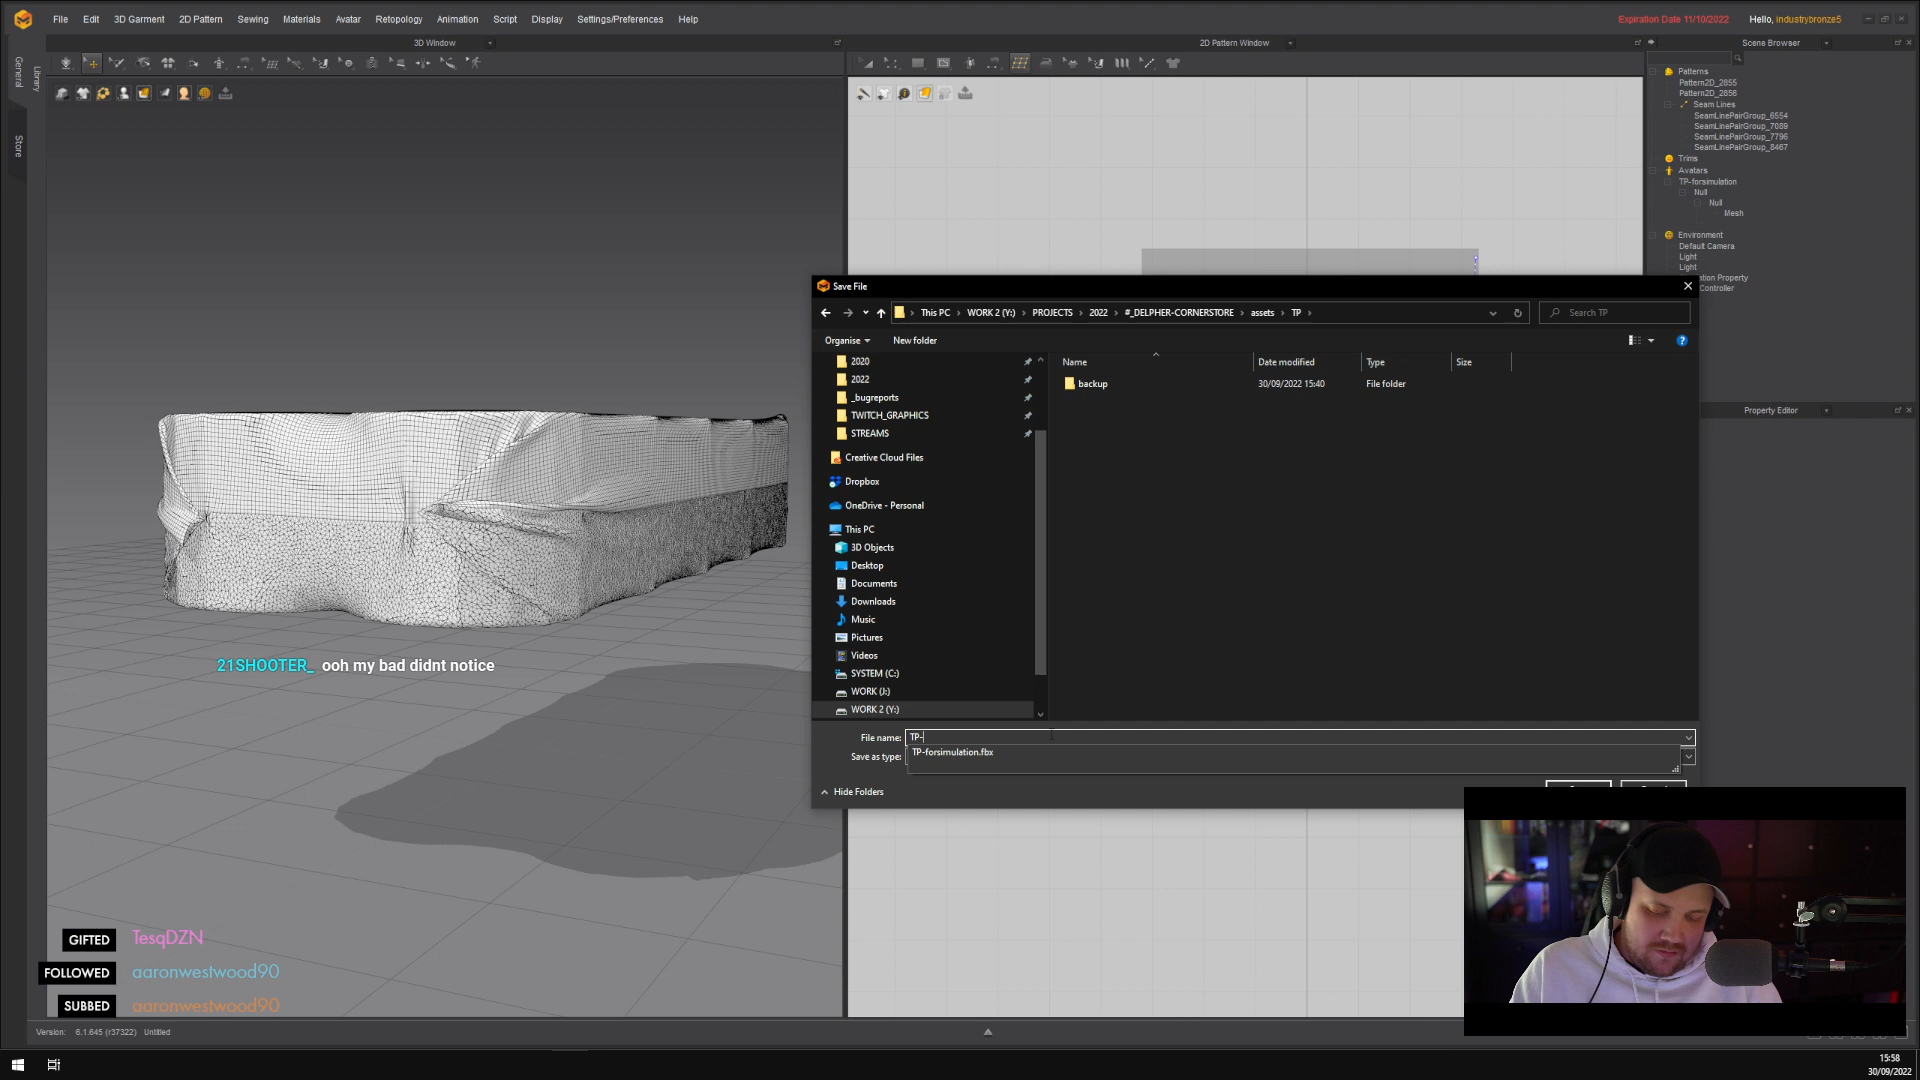 File Edit 3D Garment 2D Pattern Sewing Materials Avatar Retopology Animation Script Display Settings/Preferences Help
Expiration Date 11/10/2022 Hello, industrybronze5
3D Window
2D Pattern Window
Scene Browser
General
Library
Store
Patterns
Pattern2D_2855
Pattern2D_2856
Seam Lines
SeamLinePairGroup_6554
SeamLinePairGroup_7089
SeamLinePairGroup_7796
SeamLinePairGroup_8467
Trims
Avatars
TP-forsimulation
Null
Null
Mesh
Environment
Default Camera
Light
Light
ation Property
Controller
Property Editor
Save File
This PC WORK 2 (Y:) PROJECTS 2022 #_DELPHER-CORNERSTORE assets TP
Search TP
Organise New folder
Name Date modified Type Size
backup 30/09/2022 15:40 File folder
2020
2022
_bugreports
TWITCH_GRAPHICS
STREAMS
Creative Cloud Files
Dropbox
OneDrive - Personal
This PC
3D Objects
Desktop
Documents
Downloads
Music
Pictures
Videos
SYSTEM (C:)
WORK (J:)
WORK 2 (Y:)
File name: TP-
TP-forsimulation.fbx
Save as type:
Hide Folders
21SHOOTER_ ooh my bad didnt notice
GIFTED TesqDZN
FOLLOWED aaronwestwood90
SUBBED aaronwestwood90
Version: 6.1.645 (r37322) Untitled
15:58
30/09/2022